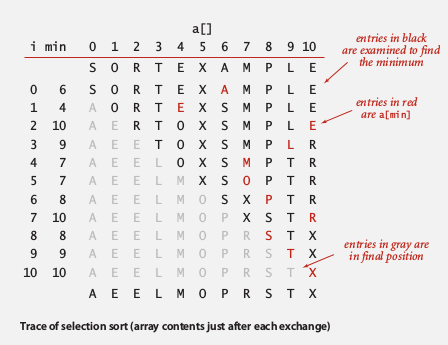 a[]
i min 0 1 2 3 4 5 6 7 8 9 10
S O R T E X A M P L E
0 6 S O R T E X A M P L E
1 4 A O R T E X S M P L E
2 10 A E R T O X S M P L E
3 9 A E E T O X S M P L R
4 7 A E E L O X S M P T R
5 7 A E E L M X S O P T R
6 8 A E E L M O S X P T R
7 10 A E E L M O P X S T R
8 8 A E E L M O P R S T X
9 9 A E E L M O P R S T X
10 10 A E E L M O P R S T X
A E E L M O P R S T X
entries in black
are examined to find
the minimum
entries in red
are a[min]
entries in gray are
in final position
Trace of selection sort (array contents just after each exchange)